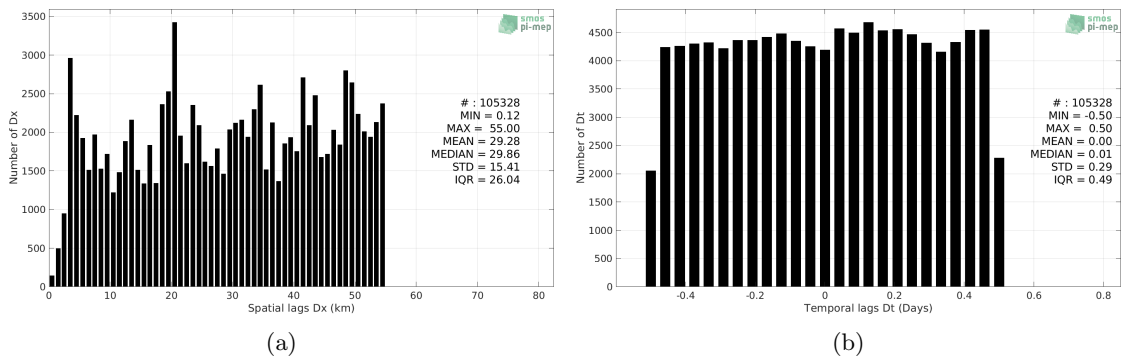 3500
3000
2500
2000
1500
1000
500
0
Number of Dx
0 10 20 30 40 50 60 70 80
Spatial lags Dx (km)
smos
pi-mep
# : 105328
MIN = 0.12
MAX = 55.00
MEAN = 29.28
MEDIAN = 29.86
STD = 15.41
IQR = 26.04
(a)
4500
4000
3500
3000
2500
2000
1500
1000
500
0
Number of Dt
-0.4 -0.2 0 0.2 0.4 0.6 0.8
Temporal lags Dt (Days)
smos
pi-mep
# : 105328
MIN = -0.50
MAX = 0.50
MEAN = 0.00
MEDIAN = 0.01
STD = 0.29
IQR = 0.49
(b)